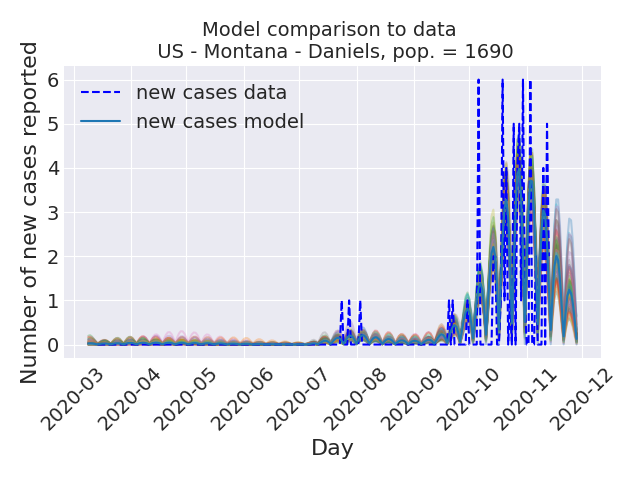 Model comparison to data
US - Montana - Daniels, pop. = 1690
Number of new cases reported
6
5
4
3
2
1
0
new cases data
new cases model
2020-03
2020-04
2020-05
2020-06
2020-07
2020-08
2020-09
2020-10
2020-11
2020-12
Day